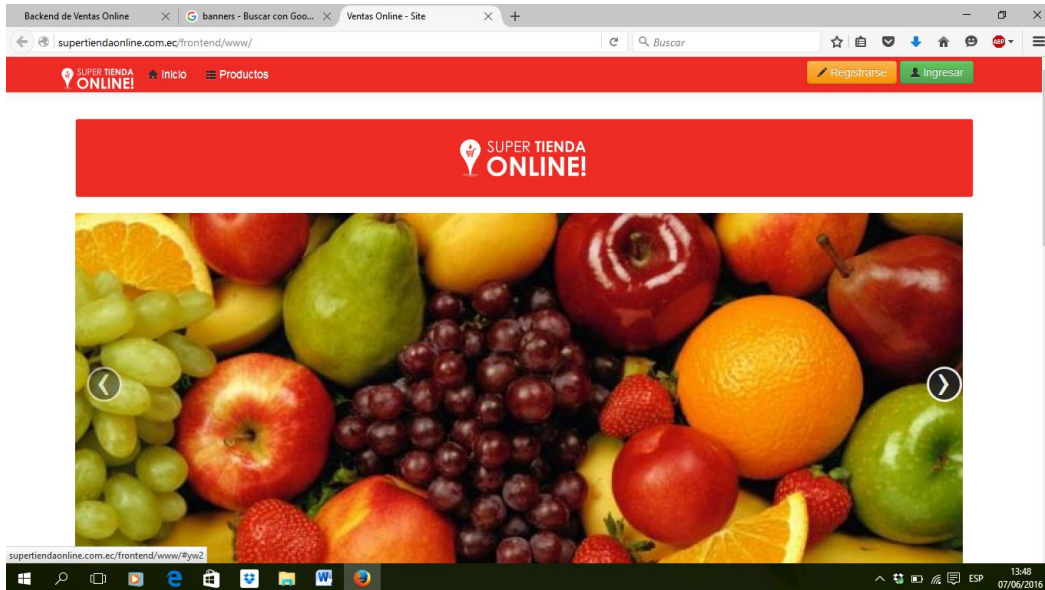 Backend de Ventas Online
banners - Buscar con Goo...
Ventas Online - Site
supertiendaonline.com.ec/frontend/www/
Buscar
ABP
SUPER TIENDA
ONLINE!
Inicio
Productos
Registrarse
Ingresar
SUPER TIENDA
ONLINE!
supertiendaonline.com.ec/frontend/www/#yw2
ESP
13:48
07/06/2016